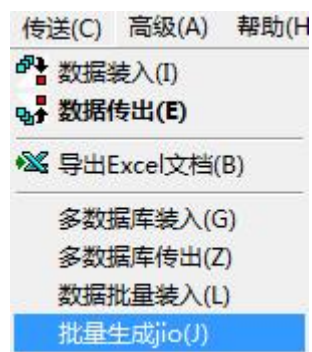 传送(C) 高级(A) 帮助(H
数据装入(I)
数据传出(E)
导出Excel文档(B)
多数据库装入(G)
多数据库传出(Z)
数据批量装入(L)
批量生成jio(J)